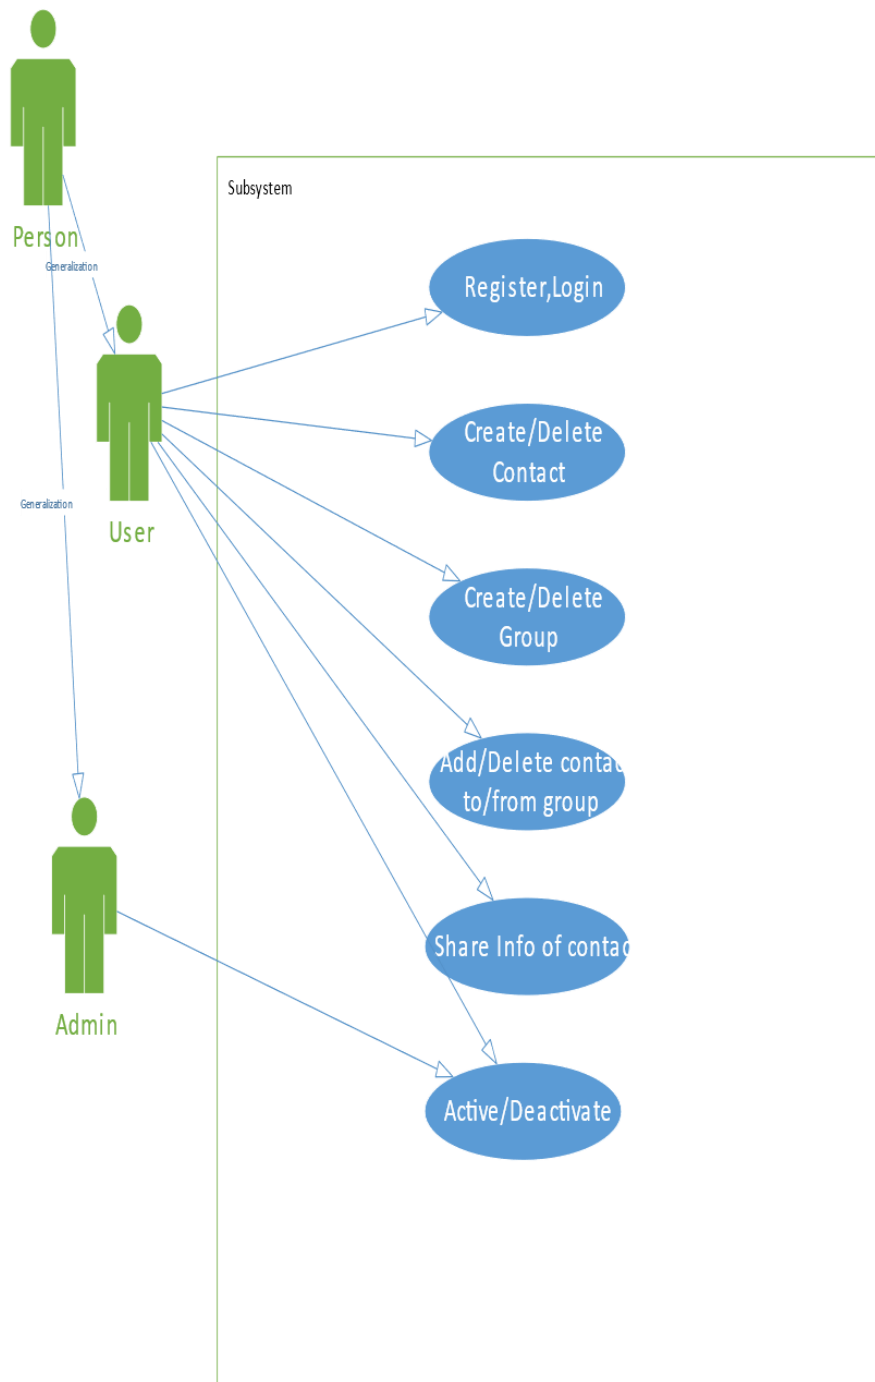 Person
Generalization
Subsystem
Register,Login
User
Create/Delete
Contact
Generalization
Create/Delete
Group
Add/Delete contac
to/from group
Share Info of contac
Admin
Active/Deactivate